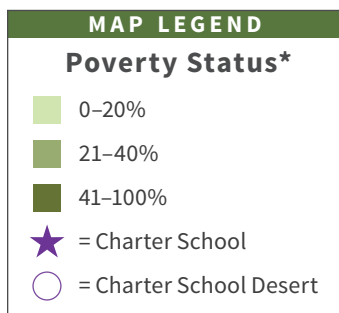 MAP LEGEND
Poverty Status*
0–20%
21–40%
41–100%
= Charter School
= Charter School Desert